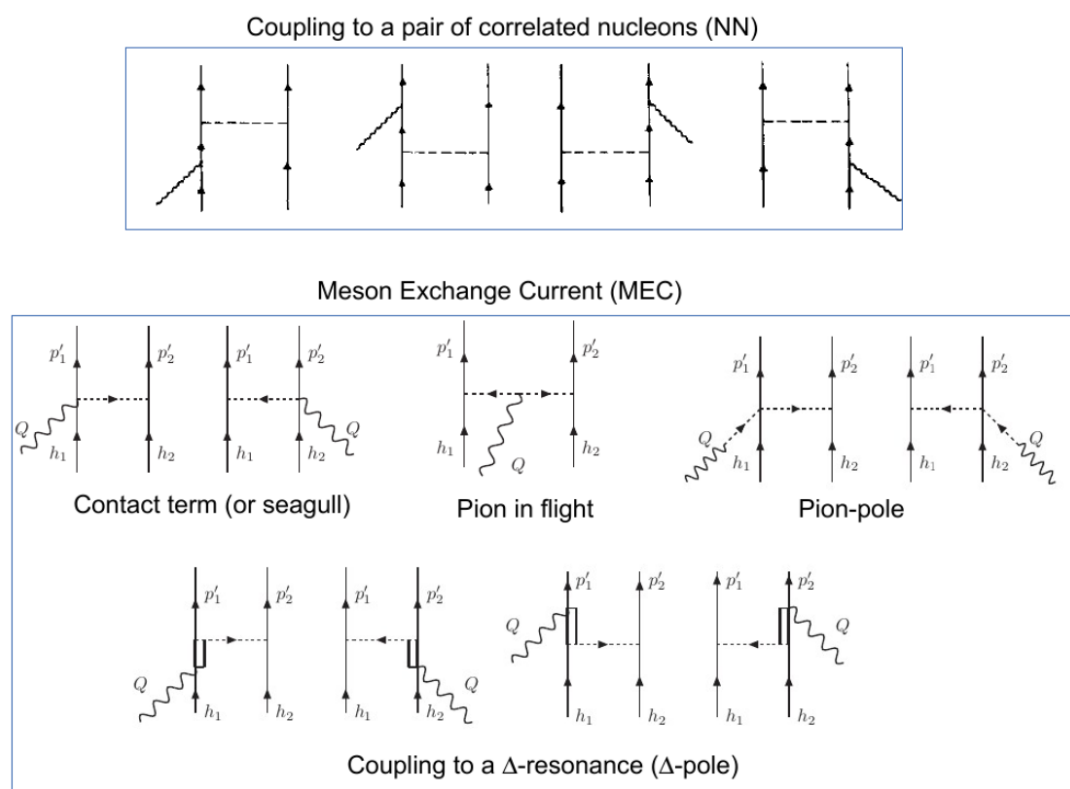 Coupling to a pair of correlated nucleons (NN)
Meson Exchange Current (MEC)
p′₁ p′₂ p′₁ p′₂
Q h₁ h₂ h₁ h₂ Q
Contact term (or seagull)
p′₁ p′₂
h₁ Q h₂
Pion in flight
p′₁ p′₂ p′₁ p′₂
Q h₁ h₂ h₁ h₂ Q
Pion-pole
p′₁ p′₂ p′₁ p′₂
Q h₁ h₂ h₁ h₂ Q
p′₁ p′₂ p′₁ p′₂
Q h₁ h₂ h₁ h₂ Q
Coupling to a Δ-resonance (Δ-pole)